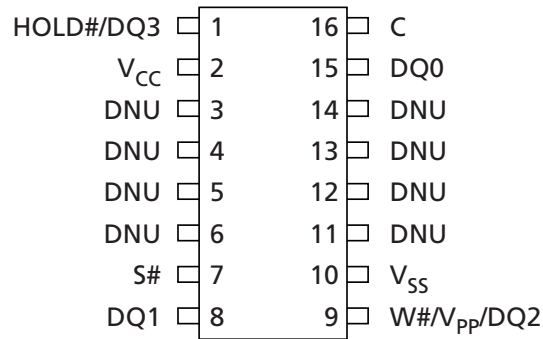 HOLD#/DQ3 1 16 C
VCC 2 15 DQ0
DNU 3 14 DNU
DNU 4 13 DNU
DNU 5 12 DNU
DNU 6 11 DNU
S# 7 10 VSS
DQ1 8 9 W#/VPP/DQ2